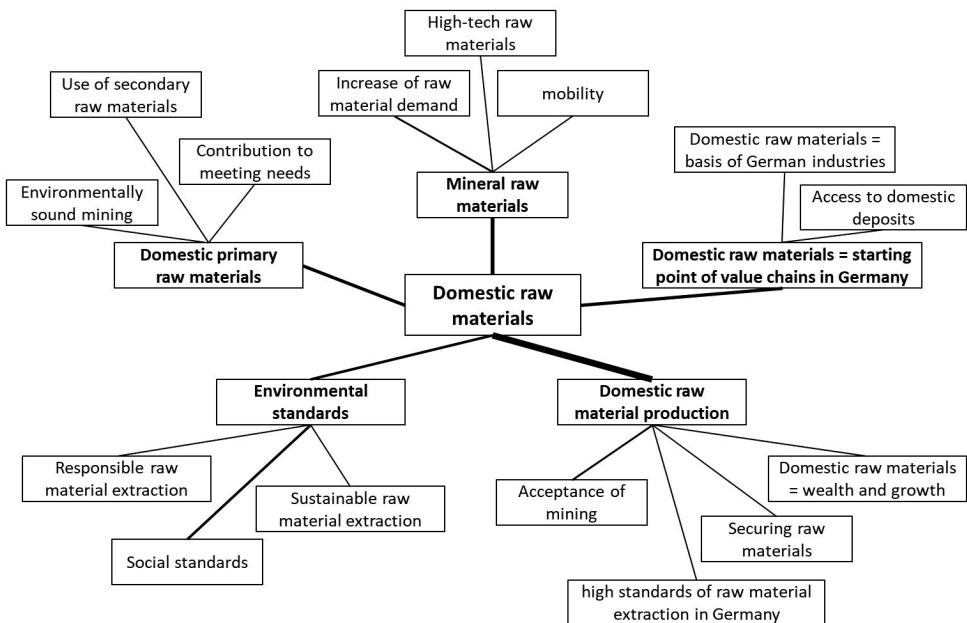 High-tech raw
materials
Use of secondary
raw materials
Increase of raw
material demand
mobility
Domestic raw materials =
basis of German industries
Contribution to
meeting needs
Environmentally
sound mining
Mineral raw
materials
Access to domestic
deposits
Domestic primary
raw materials
Domestic raw materials = starting
point of value chains in Germany
Domestic raw
materials
Environmental
standards
Domestic raw
material production
Responsible raw
material extraction
Sustainable raw
material extraction
Social standards
Acceptance of
mining
Domestic raw materials
= wealth and growth
Securing raw
materials
high standards of raw material
extraction in Germany